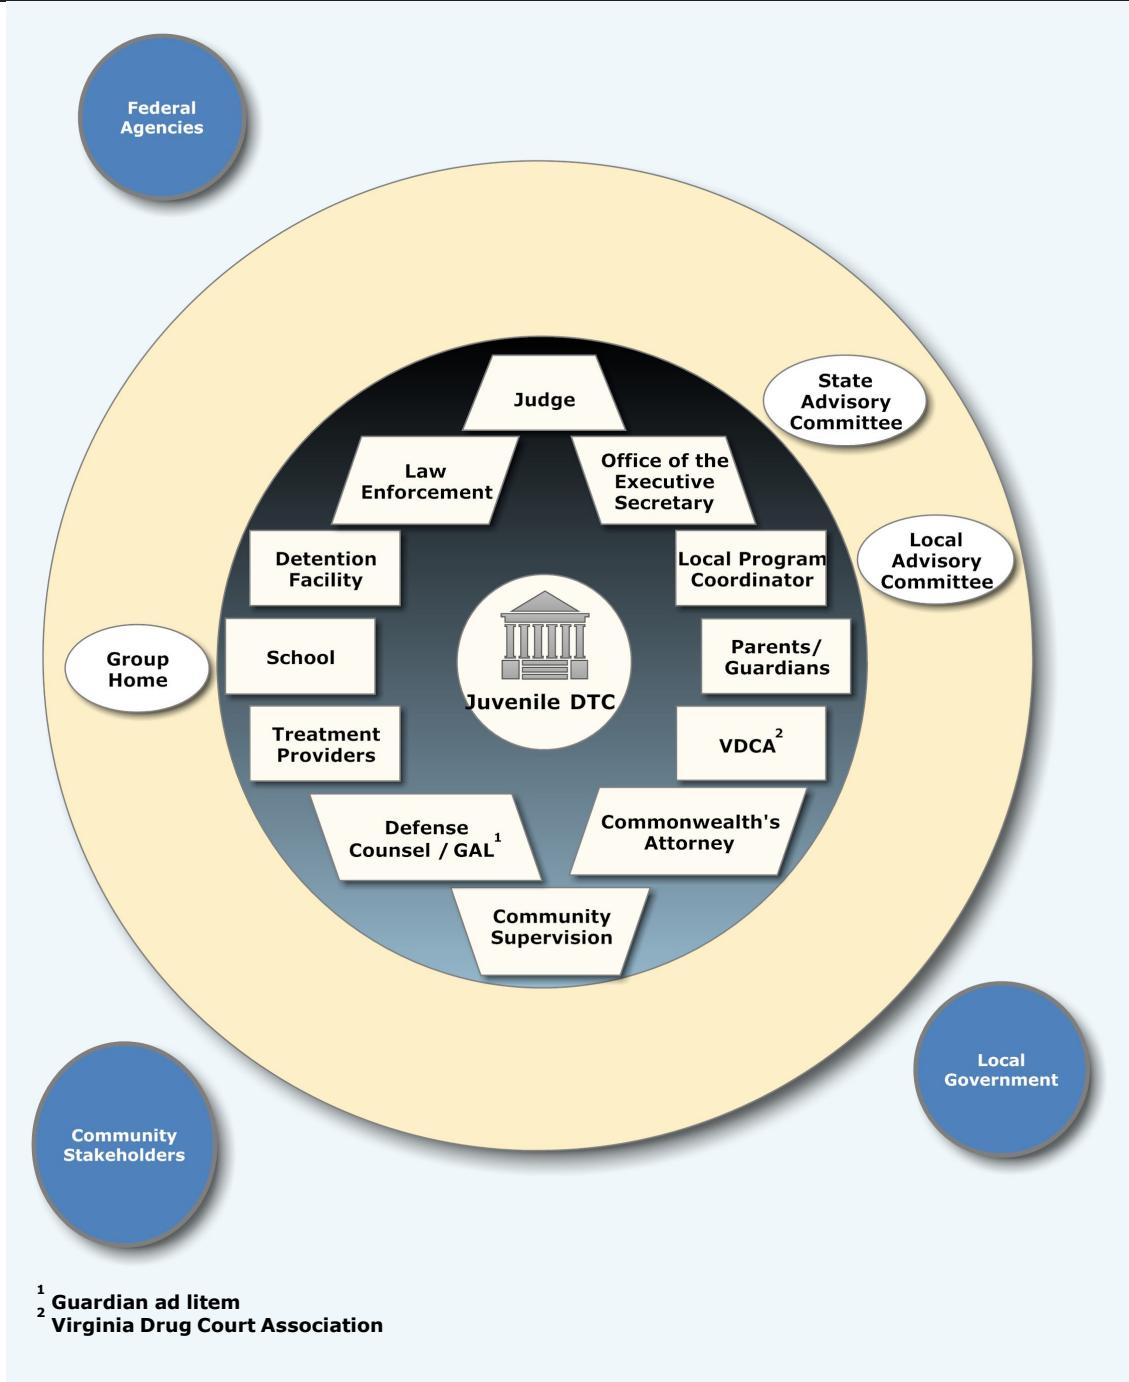 Federal
Agencies
Judge
State
Advisory
Committee
Law
Enforcement
Office of the
Executive
Secretary
Detention
Facility
Local Program
Coordinator
Local
Advisory
Committee
Group
Home
School
Juvenile DTC
Parents/
Guardians
Treatment
Providers
VDCA2
Defense
Counsel / GAL1
Commonwealth's
Attorney
Community
Supervision
Local
Government
Community
Stakeholders
1 Guardian ad litem
2 Virginia Drug Court Association